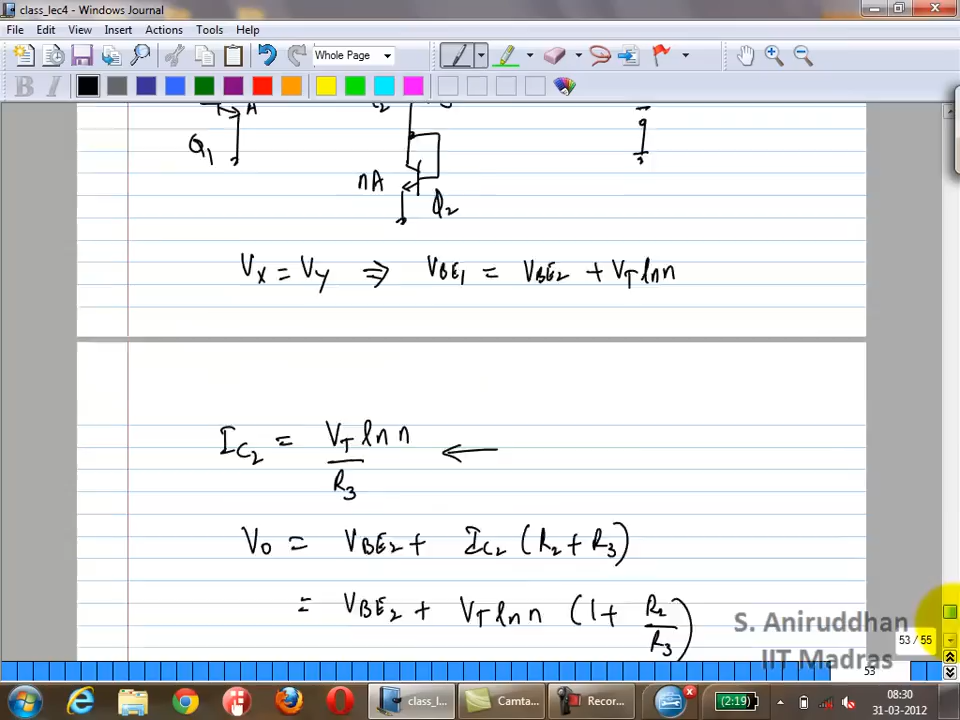 class_lec4 - Windows Journal
File Edit View Insert Actions Tools Help
Whole Page
B I
A
Q1
nA
Q2
Vx = Vy ⇒ VBE1 = VBE2 + VT ln n
IC2 = VT ln n / R3 ←
Vo = VBE2 + IC2 (R2 + R3)
= VBE2 + VT ln n (1 + R2/R3)
S. Aniruddhan
IIT Madras
53 / 55
53
class_l... Camta... Recor... (2:19) 08:30
31-03-2012